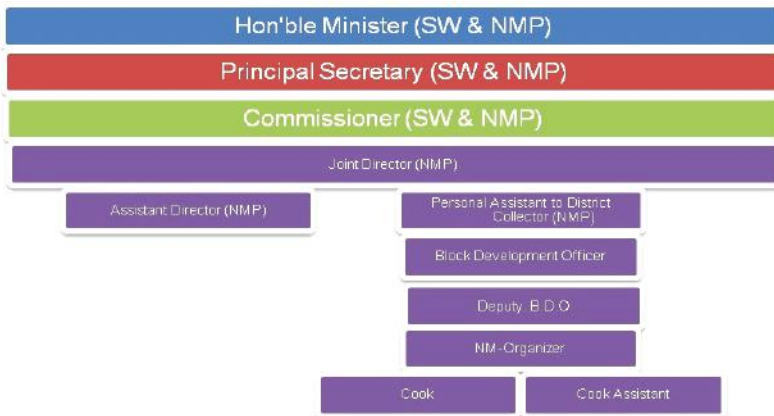 Hon'ble Minister (SW & NMP)
Principal Secretary (SW & NMP)
Commissioner (SW & NMP)
Joint Director (NMP)
Assistant Director (NMP)
Personal Assistant to District
Collector (NMP)
Block Development Officer
Deputy B.D.O
NM-Organizer
Cook
Cook Assistant